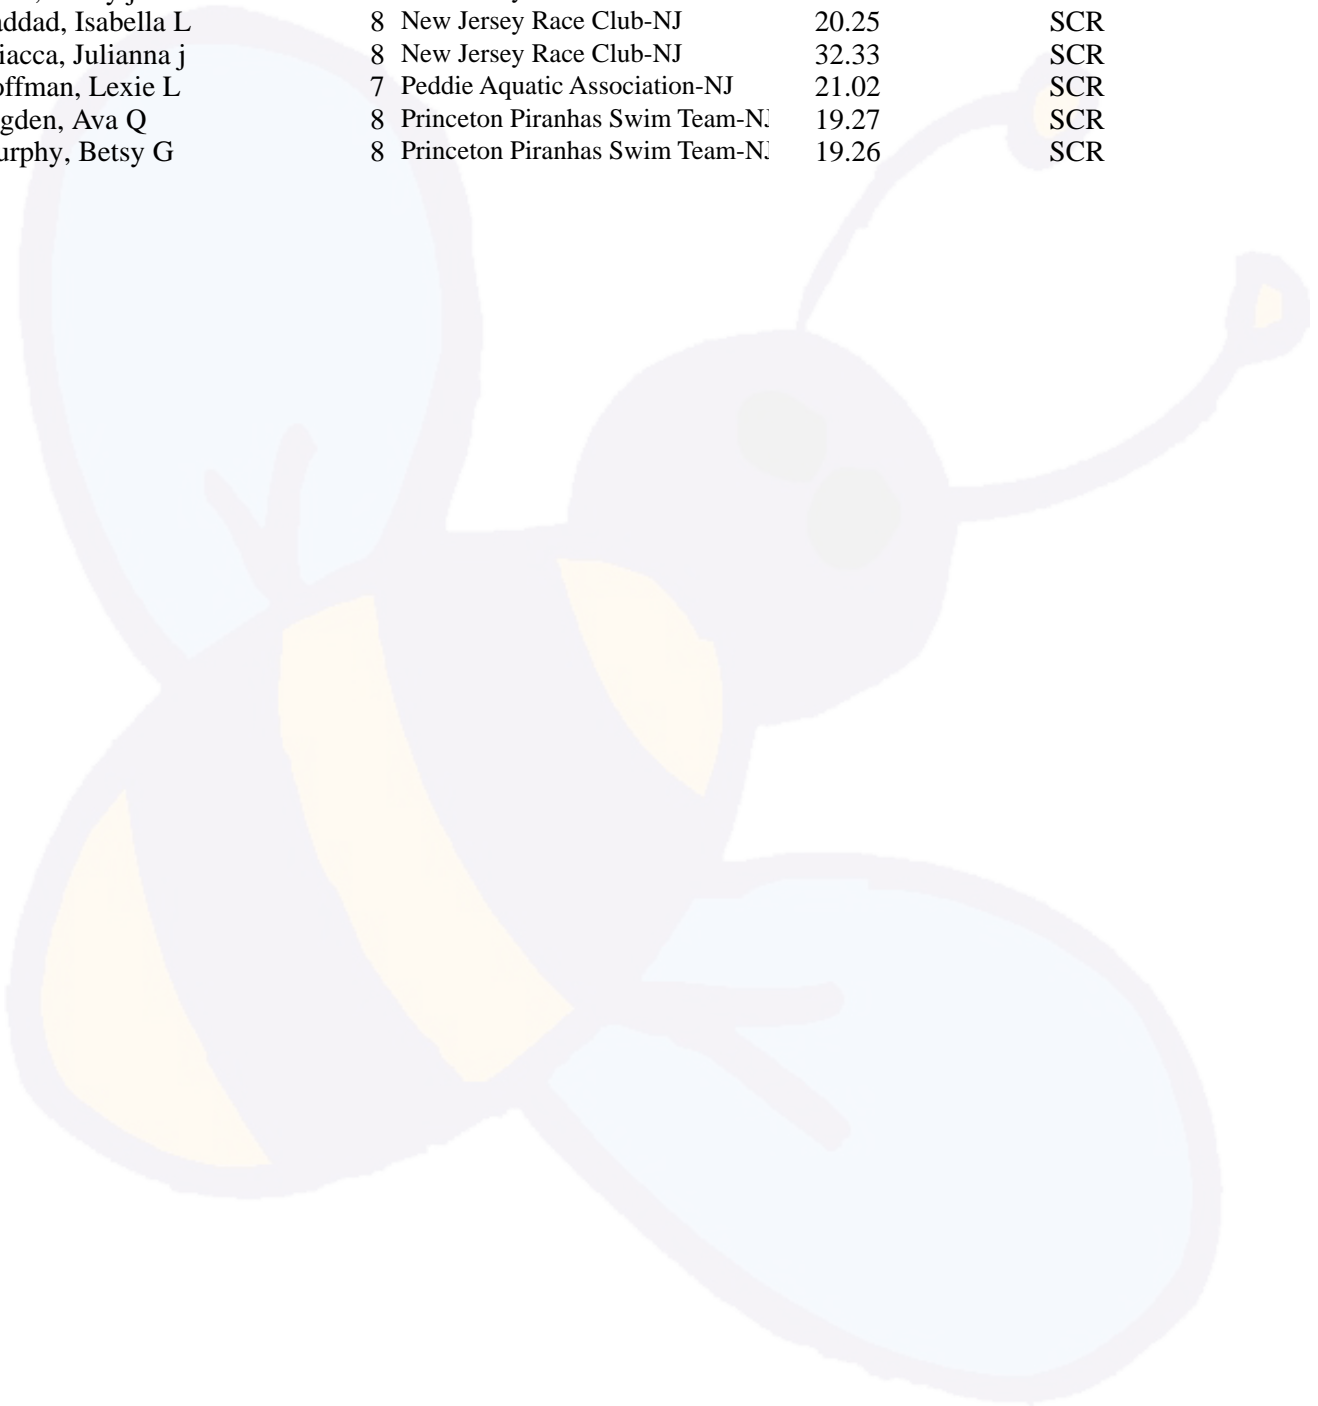 addad, Isabella L 8 New Jersey Race Club-NJ 20.25 SCR
iacca, Julianna j 8 New Jersey Race Club-NJ 32.33 SCR
offman, Lexie L 7 Peddie Aquatic Association-NJ 21.02 SCR
gden, Ava Q 8 Princeton Piranhas Swim Team-NJ 19.27 SCR
urphy, Betsy G 8 Princeton Piranhas Swim Team-NJ 19.26 SCR